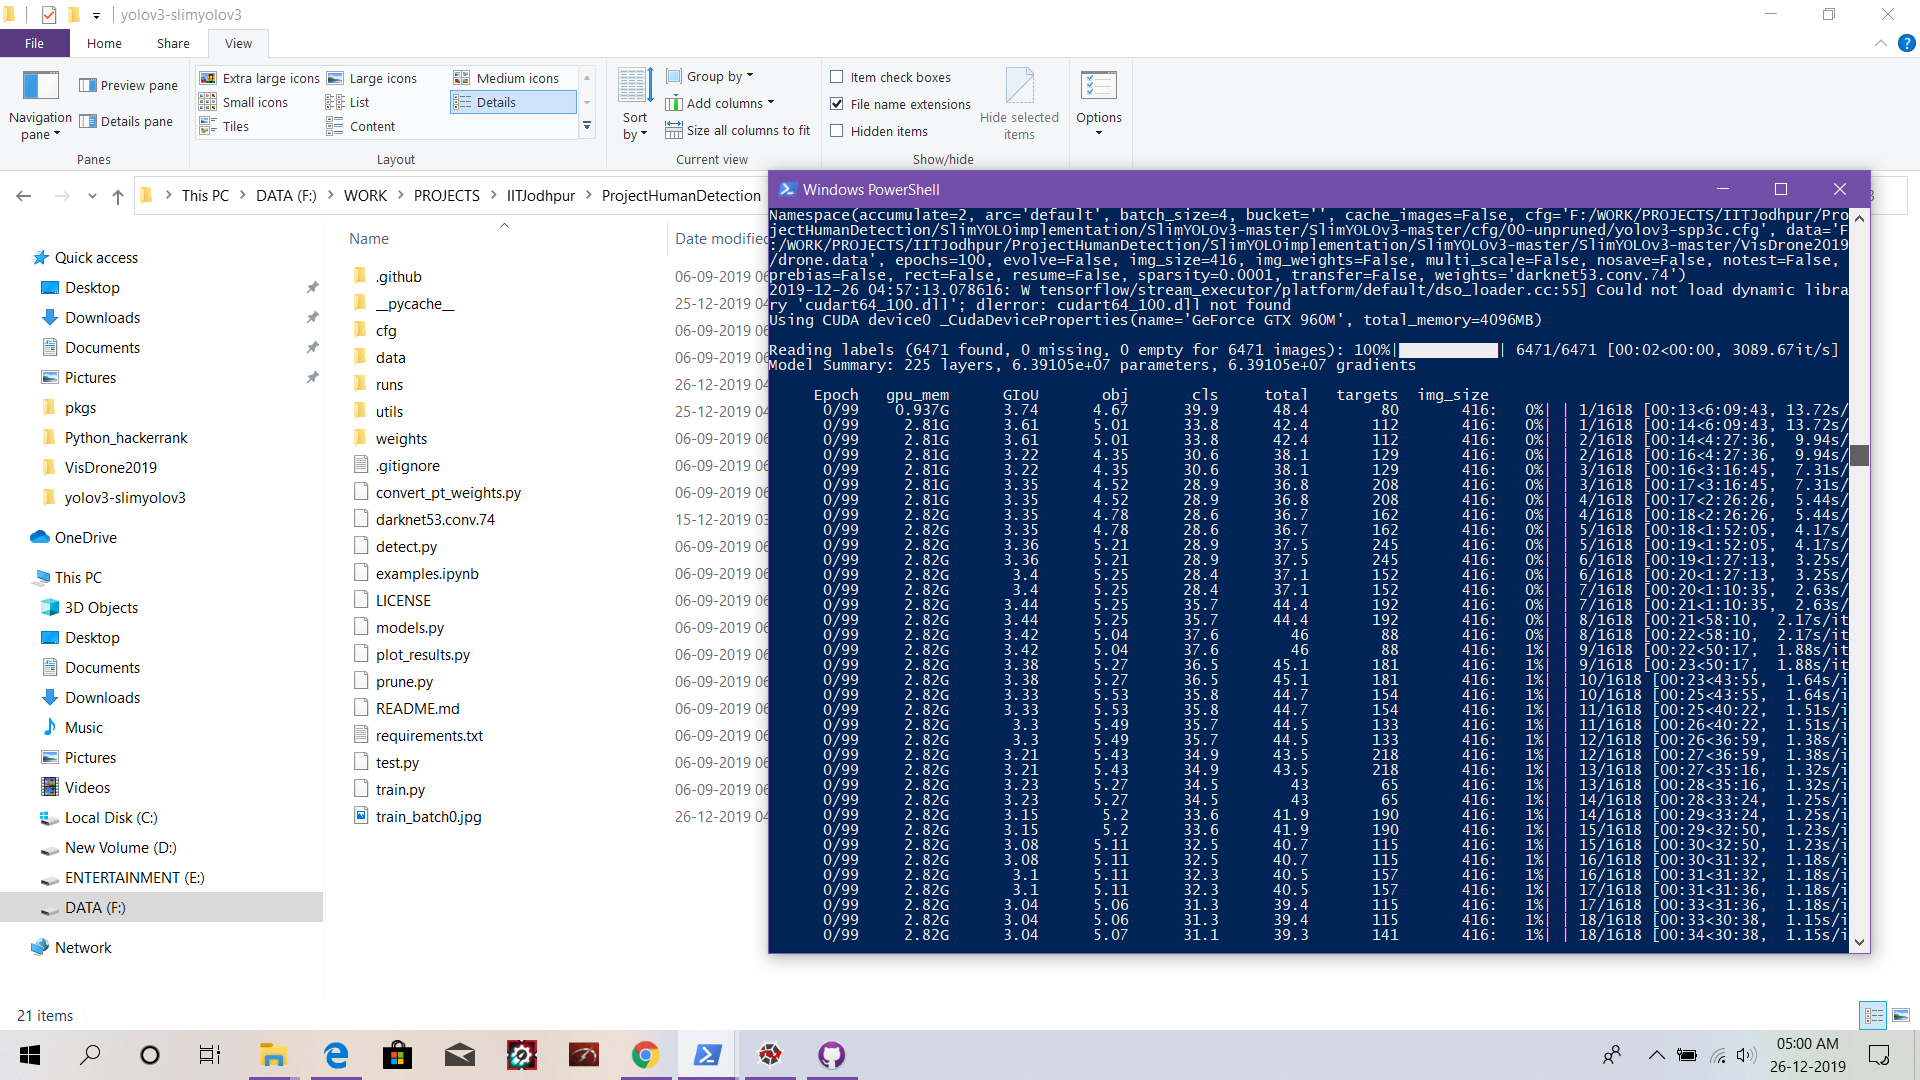 yolov3-slimyolov3
File Home Share View
Navigation pane
Preview pane
Details pane
Panes
Extra large icons Large icons Medium icons
Small icons List Details
Tiles Content
Layout
Sort by
Group by
Add columns
Size all columns to fit
Current view
Item check boxes
File name extensions
Hidden items
Hide selected items
Show/hide
Options
This PC > DATA (F:) > WORK > PROJECTS > IITJodhpur > ProjectHumanDetection
Quick access
Desktop
Downloads
Documents
Pictures
pkgs
Python_hackerrank
VisDrone2019
yolov3-slimyolov3
OneDrive
This PC
3D Objects
Desktop
Documents
Downloads
Music
Pictures
Videos
Local Disk (C:)
New Volume (D:)
ENTERTAINMENT (E:)
DATA (F:)
Network
Name Date modified
.github 06-09-2019 06
__pycache__ 25-12-2019 04
cfg 06-09-2019 06
data 06-09-2019 06
runs 26-12-2019 04
utils 25-12-2019 04
weights 06-09-2019 06
.gitignore 06-09-2019 06
convert_pt_weights.py 06-09-2019 06
darknet53.conv.74 15-12-2019 03
detect.py 06-09-2019 06
examples.ipynb 06-09-2019 06
LICENSE 06-09-2019 06
models.py 06-09-2019 06
plot_results.py 06-09-2019 06
prune.py 06-09-2019 06
README.md 06-09-2019 06
requirements.txt 06-09-2019 06
test.py 06-09-2019 06
train.py 06-09-2019 06
train_batch0.jpg 26-12-2019 04
Windows PowerShell
Namespace(accumulate=2, arc='default', batch_size=4, bucket='', cache_images=False, cfg='F:/WORK/PROJECTS/IITJodhpur/Pro
jectHumanDetection/SlimYOLOimplementation/SlimYOLOv3-master/SlimYOLOv3-master/cfg/00-unpruned/yolov3-spp3c.cfg', data='F
:/WORK/PROJECTS/IITJodhpur/ProjectHumanDetection/SlimYOLOimplementation/SlimYOLOv3-master/SlimYOLOv3-master/VisDrone2019
/drone.data', epochs=100, evolve=False, img_size=416, img_weights=False, multi_scale=False, nosave=False, notest=False,
prebias=False, rect=False, resume=False, sparsity=0.0001, transfer=False, weights='darknet53.conv.74')
2019-12-26 04:57:13.078616: W tensorflow/stream_executor/platform/default/dso_loader.cc:55] Could not load dynamic libra
ry 'cudart64_100.dll'; dlerror: cudart64_100.dll not found
Using CUDA device0 _CudaDeviceProperties(name='GeForce GTX 960M', total_memory=4096MB)
Reading labels (6471 found, 0 missing, 0 empty for 6471 images): 100%| | 6471/6471 [00:02<00:00, 3089.67it/s]
Model Summary: 225 layers, 6.39105e+07 parameters, 6.39105e+07 gradients
Epoch gpu_mem GIoU obj cls total targets img_size
0/99 0.937G 3.74 4.67 39.9 48.4 80 416: 0%| | 1/1618 [00:13<6:09:43, 13.72s/
0/99 2.81G 3.61 5.01 33.8 42.4 112 416: 0%| | 1/1618 [00:14<6:09:43, 13.72s/
0/99 2.81G 3.61 5.01 33.8 42.4 112 416: 0%| | 2/1618 [00:14<4:27:36, 9.94s/
0/99 2.81G 3.22 4.35 30.6 38.1 129 416: 0%| | 2/1618 [00:16<4:27:36, 9.94s/
0/99 2.81G 3.22 4.35 30.6 38.1 129 416: 0%| | 3/1618 [00:16<3:16:45, 7.31s/
0/99 2.81G 3.35 4.52 28.9 36.8 208 416: 0%| | 3/1618 [00:17<3:16:45, 7.31s/
0/99 2.81G 3.35 4.52 28.9 36.8 208 416: 0%| | 4/1618 [00:17<2:26:26, 5.44s/
0/99 2.82G 3.35 4.78 28.6 36.7 162 416: 0%| | 4/1618 [00:18<2:26:26, 5.44s/
0/99 2.82G 3.35 4.78 28.6 36.7 162 416: 0%| | 5/1618 [00:18<1:52:05, 4.17s/
0/99 2.82G 3.36 5.21 28.9 37.5 245 416: 0%| | 5/1618 [00:19<1:52:05, 4.17s/
0/99 2.82G 3.36 5.21 28.9 37.5 245 416: 0%| | 6/1618 [00:19<1:27:13, 3.25s/
0/99 2.82G 3.4 5.25 28.4 37.1 152 416: 0%| | 6/1618 [00:20<1:27:13, 3.25s/
0/99 2.82G 3.4 5.25 28.4 37.1 152 416: 0%| | 7/1618 [00:20<1:10:35, 2.63s/
0/99 2.82G 3.44 5.25 35.7 44.4 192 416: 0%| | 7/1618 [00:21<1:10:35, 2.63s/
0/99 2.82G 3.44 5.25 35.7 44.4 192 416: 0%| | 8/1618 [00:21<58:10, 2.17s/it
0/99 2.82G 3.42 5.04 37.6 46 88 416: 0%| | 8/1618 [00:22<58:10, 2.17s/it
0/99 2.82G 3.42 5.04 37.6 46 88 416: 1%| | 9/1618 [00:22<50:17, 1.88s/it
0/99 2.82G 3.38 5.27 36.5 45.1 181 416: 1%| | 9/1618 [00:23<50:17, 1.88s/it
0/99 2.82G 3.38 5.27 36.5 45.1 181 416: 1%| | 10/1618 [00:23<43:55, 1.64s/i
0/99 2.82G 3.33 5.53 35.8 44.7 154 416: 1%| | 10/1618 [00:25<43:55, 1.64s/i
0/99 2.82G 3.33 5.53 35.8 44.7 154 416: 1%| | 11/1618 [00:25<40:22, 1.51s/i
0/99 2.82G 3.3 5.49 35.7 44.5 133 416: 1%| | 11/1618 [00:26<40:22, 1.51s/i
0/99 2.82G 3.3 5.49 35.7 44.5 133 416: 1%| | 12/1618 [00:26<36:59, 1.38s/i
0/99 2.82G 3.21 5.43 34.9 43.5 218 416: 1%| | 12/1618 [00:27<36:59, 1.38s/i
0/99 2.82G 3.21 5.43 34.9 43.5 218 416: 1%| | 13/1618 [00:27<35:16, 1.32s/i
0/99 2.82G 3.23 5.27 34.5 43 65 416: 1%| | 13/1618 [00:28<35:16, 1.32s/i
0/99 2.82G 3.23 5.27 34.5 43 65 416: 1%| | 14/1618 [00:28<33:24, 1.25s/i
0/99 2.82G 3.15 5.2 33.6 41.9 190 416: 1%| | 14/1618 [00:29<33:24, 1.25s/i
0/99 2.82G 3.15 5.2 33.6 41.9 190 416: 1%| | 15/1618 [00:29<32:50, 1.23s/i
0/99 2.82G 3.08 5.11 32.5 40.7 115 416: 1%| | 15/1618 [00:30<32:50, 1.23s/i
0/99 2.82G 3.08 5.11 32.5 40.7 115 416: 1%| | 16/1618 [00:30<31:32, 1.18s/i
0/99 2.82G 3.1 5.11 32.3 40.5 157 416: 1%| | 16/1618 [00:31<31:32, 1.18s/i
0/99 2.82G 3.1 5.11 32.3 40.5 157 416: 1%| | 17/1618 [00:31<31:36, 1.18s/i
0/99 2.82G 3.04 5.06 31.3 39.4 115 416: 1%| | 17/1618 [00:33<31:36, 1.18s/i
0/99 2.82G 3.04 5.06 31.3 39.4 115 416: 1%| | 18/1618 [00:33<30:38, 1.15s/i
0/99 2.82G 3.04 5.07 31.1 39.3 141 416: 1%| | 18/1618 [00:34<30:38, 1.15s/i
21 items
05:00 AM
26-12-2019